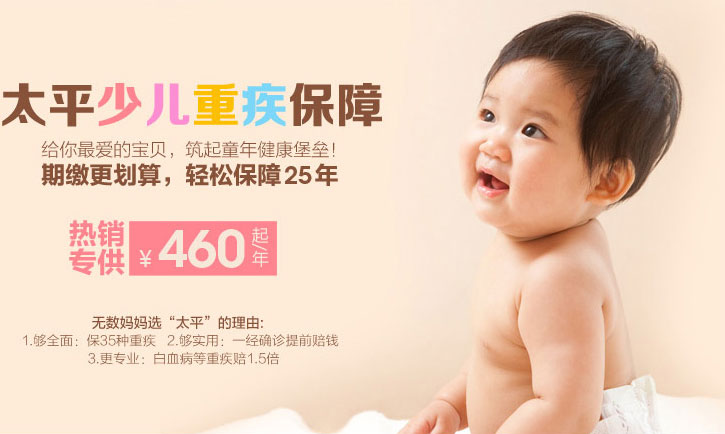 太平少儿重疾保障
给你最爱的宝贝，筑起童年健康堡垒！
期缴更划算，轻松保障25年
热销专供 ¥460起/年
无数妈妈选“太平”的理由：
1.够全面：保35种重疾 2.够实用：一经确诊提前赔钱
3.更专业：白血病等重疾赔1.5倍